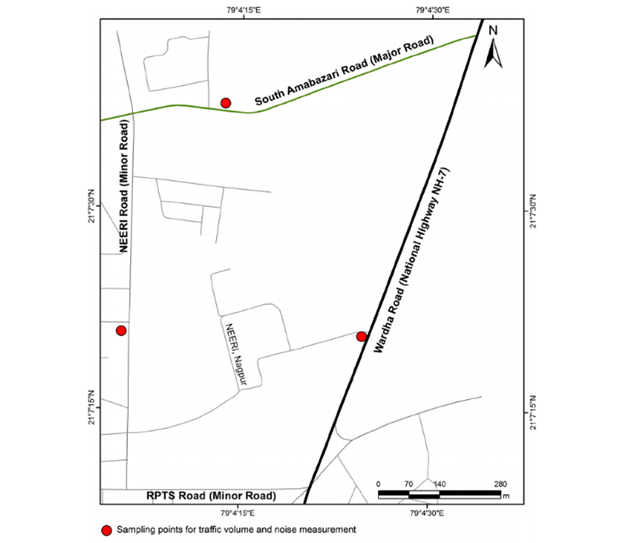 79°4'15"E
79°4'30"E
N
South Amabazari Road (Major Road)
NEERI Road (Minor Road)
21°7'30"N
21°7'30"N
Wardha Road (National Highway NH-7)
NEERI, Nagpur
21°7'15"N
21°7'15"N
RPTS Road (Minor Road)
0 70 140 280
m
79°4'15"E
79°4'30"E
Sampling points for traffic volume and noise measurement